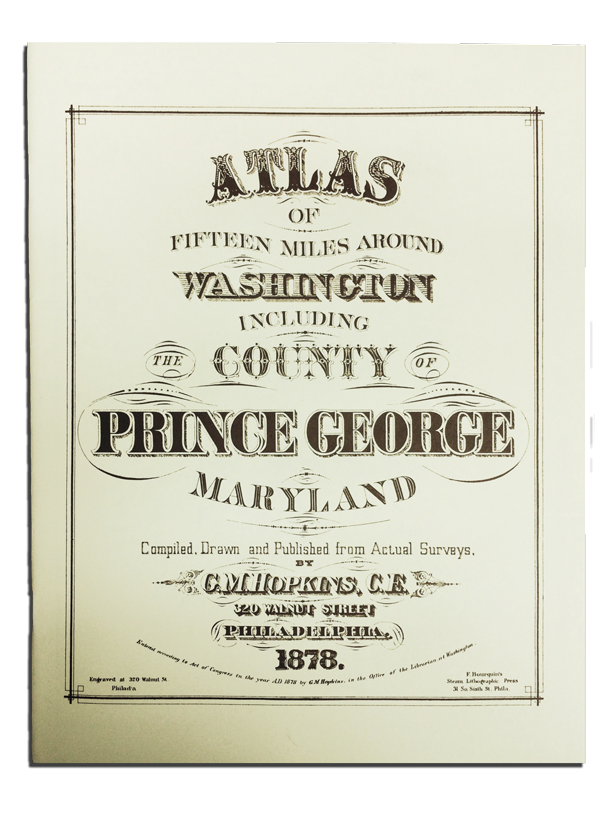 ATLAS
OF
FIFTEEN MILES AROUND
WASHINGTON
INCLUDING
THE COUNTY OF
PRINCE GEORGE
MARYLAND
Compiled, Drawn and Published from Actual Surveys,
BY
G.M.HOPKINS, C.E.
320 WALNUT STREET
PHILADELPHIA.
1878.
Entered according to Act of Congress in the year A.D 1878 by G.M.Hopkins, in the Office of the Librarian at Washington
Engraved at 320 Walnut St.
Philad'a
F. Bourquin's
Steam Lithographic Press
31 So. Sixth St. Phila